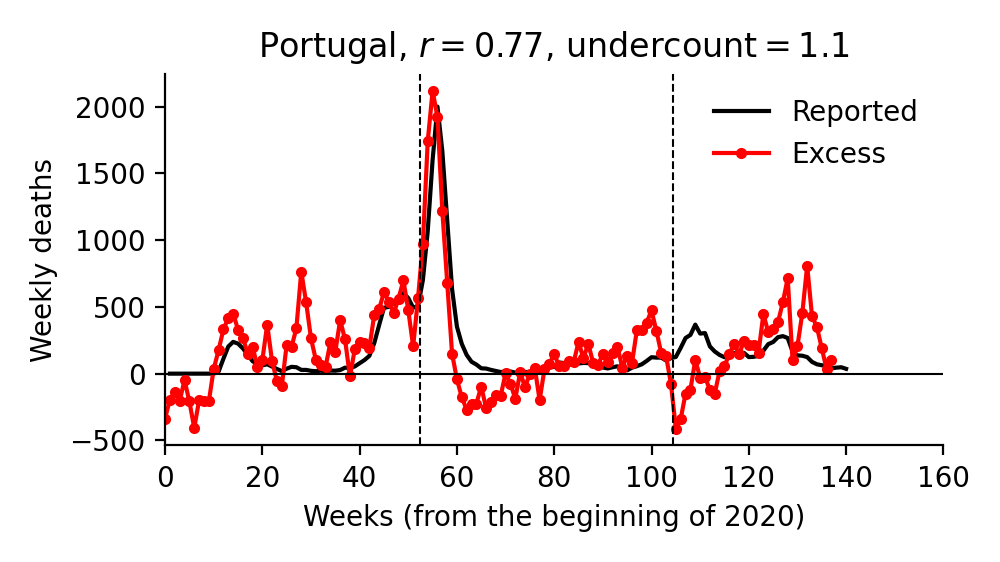 Portugal, r = 0.77, undercount = 1.1
Reported
Excess
Weekly deaths
2000
1500
1000
500
0
−500
0 20 40 60 80 100 120 140 160
Weeks (from the beginning of 2020)